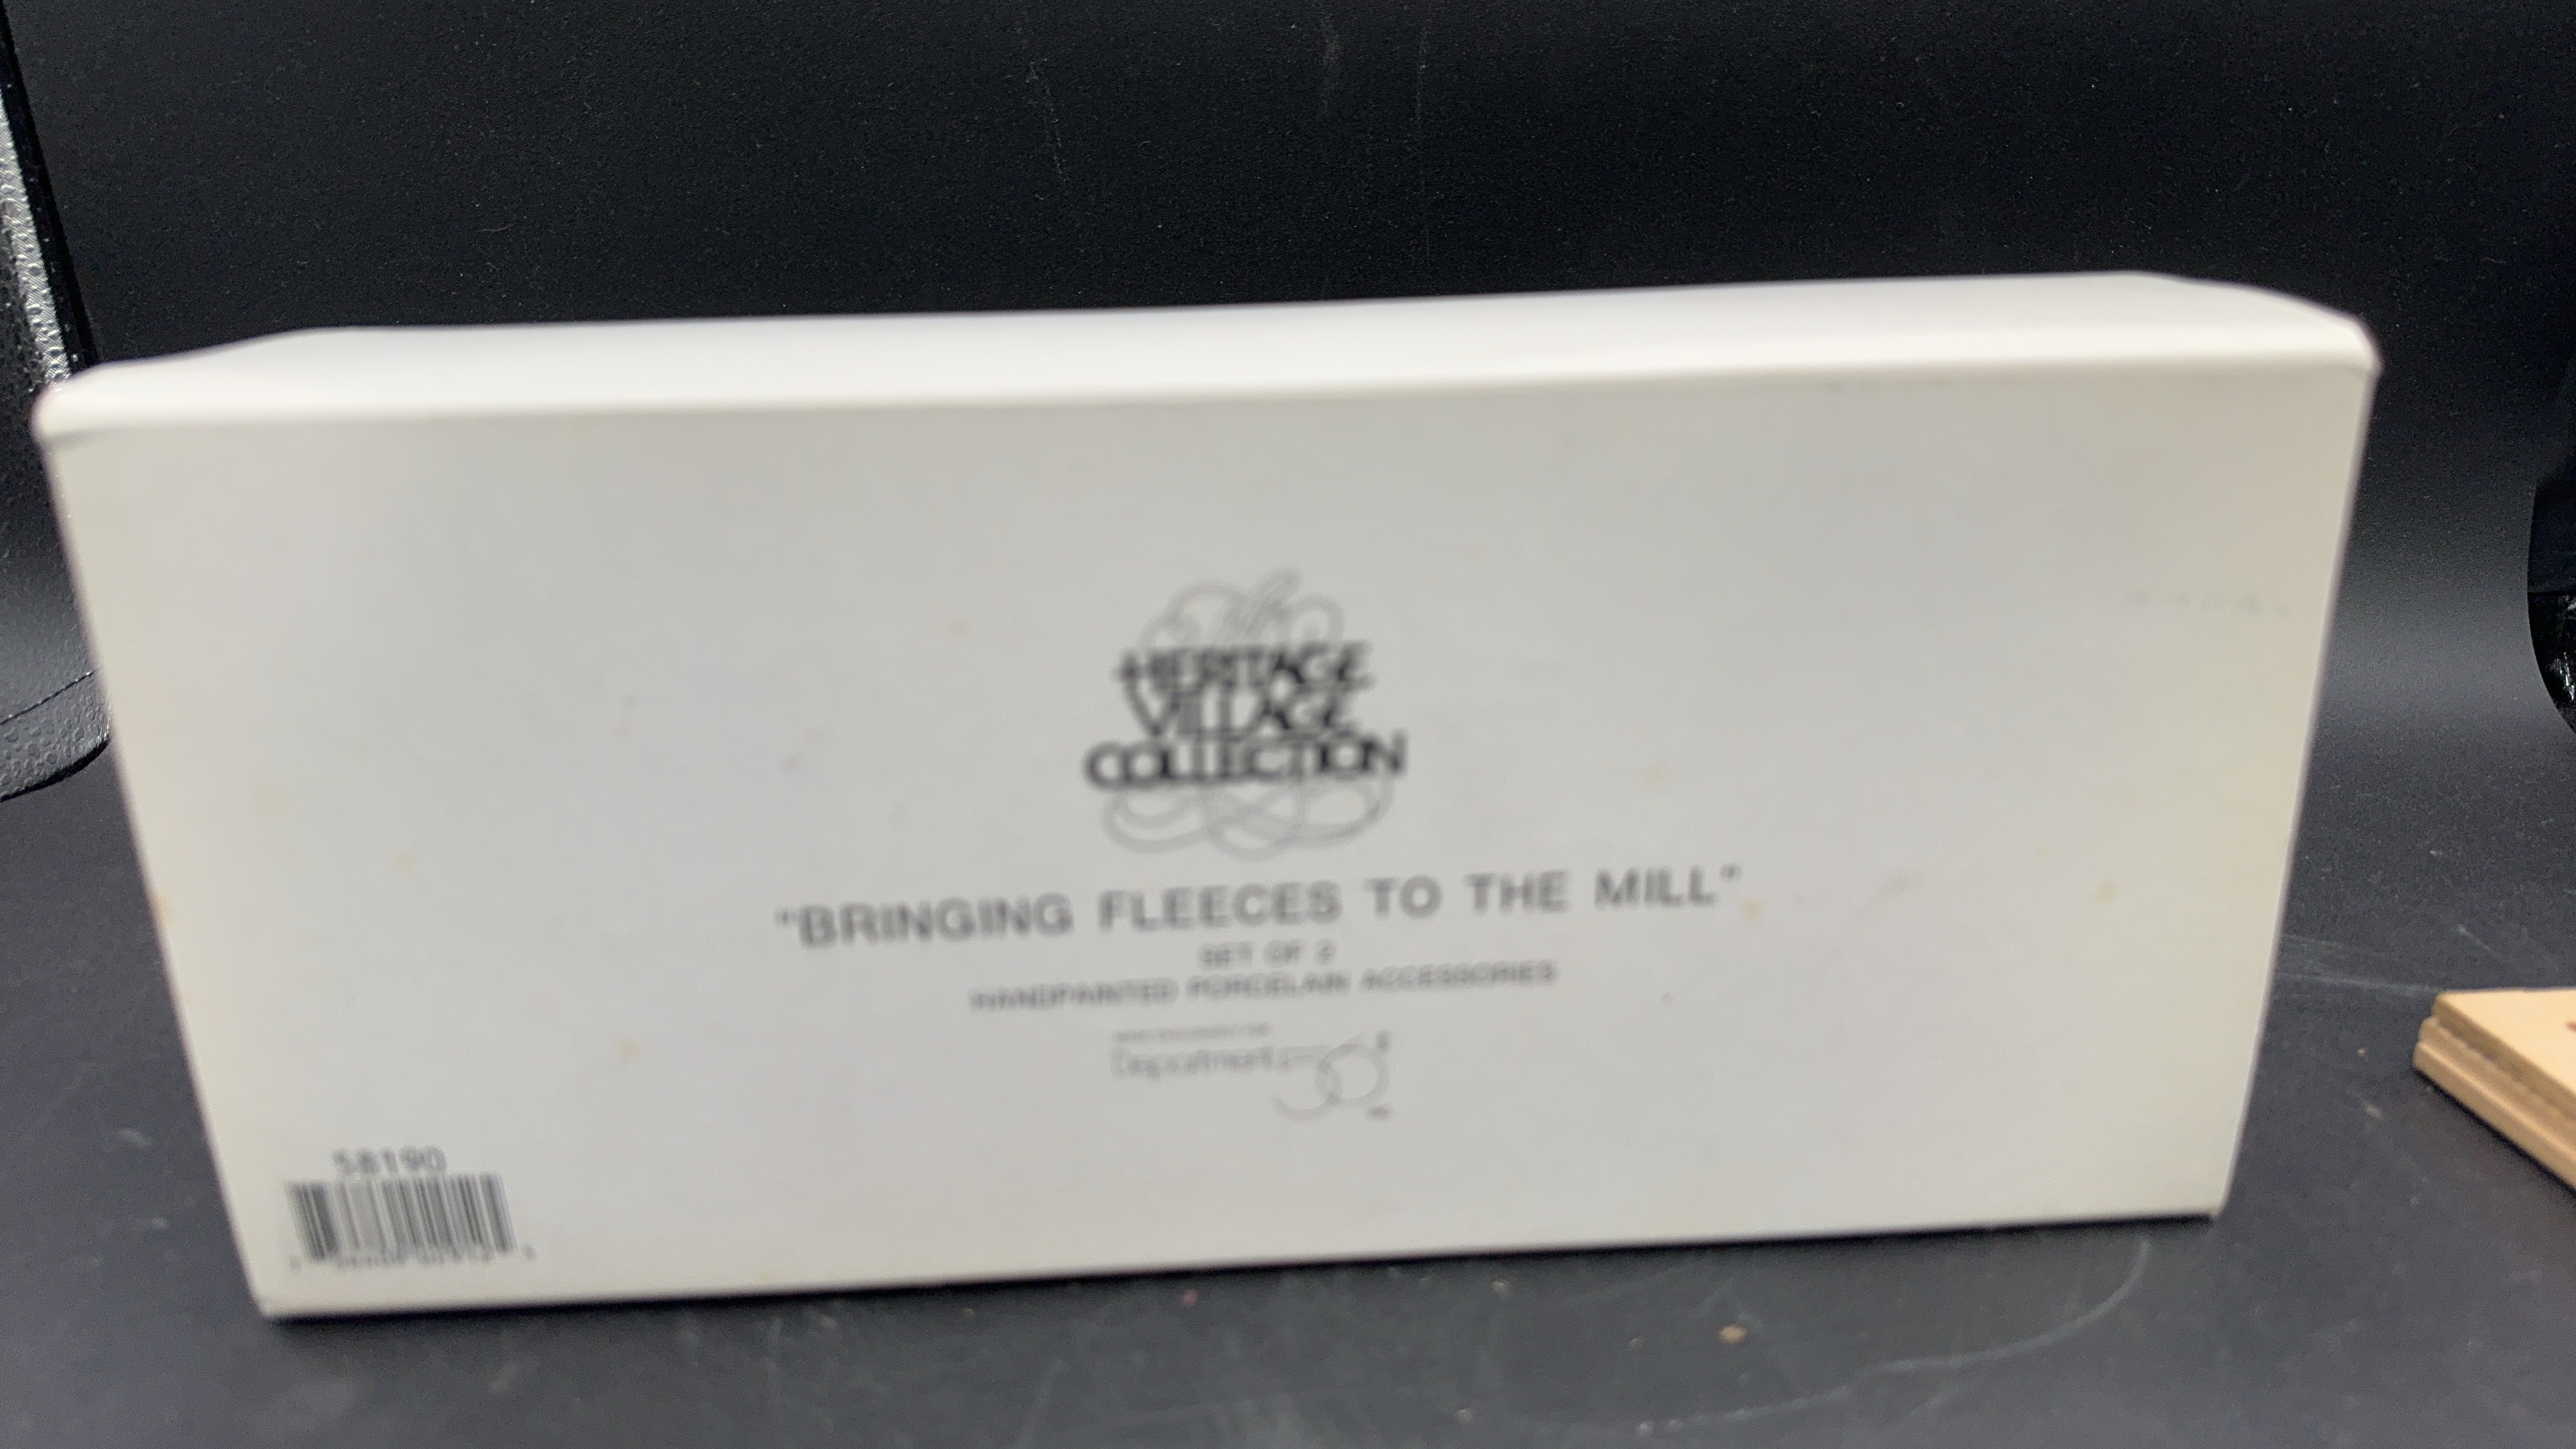 The
HERITAGE
VILLAGE
COLLECTION
"BRINGING FLEECES TO THE MILL"
SET OF 2
HANDPAINTED PORCELAIN ACCESSORIES
Department 56
58190